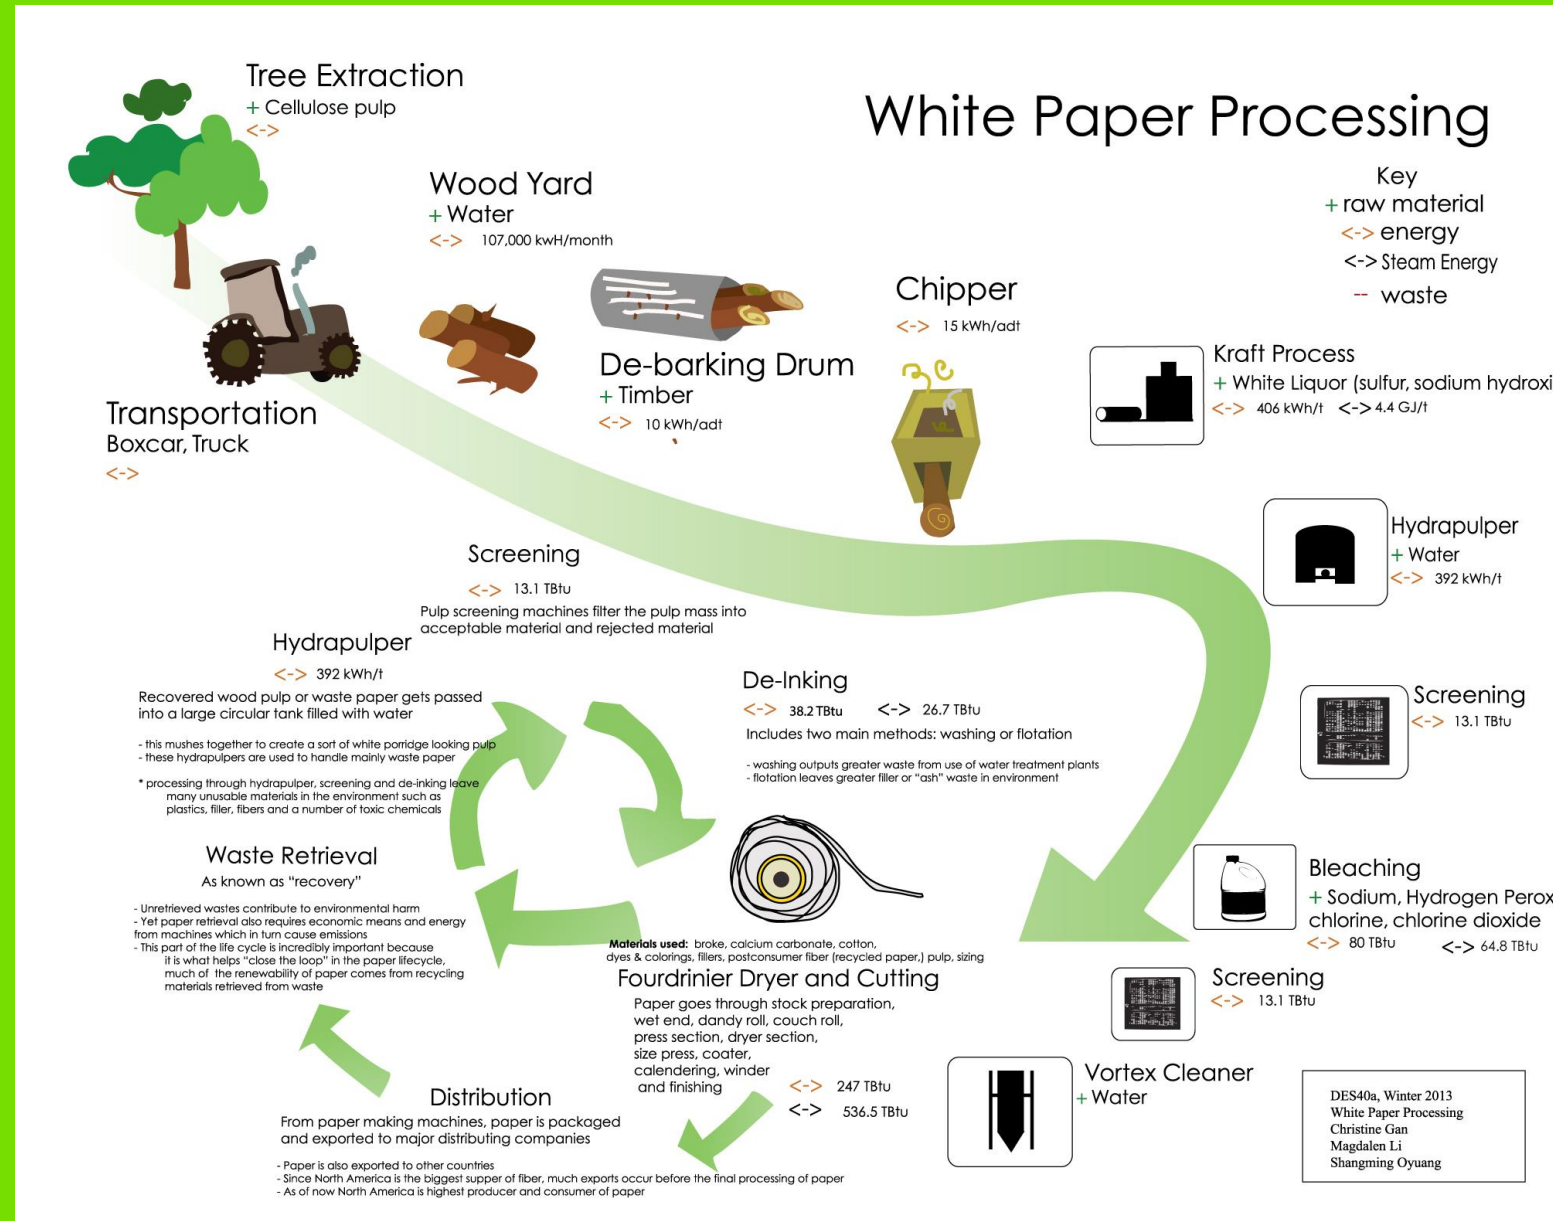 White Paper Processing
Key
+ raw material
<-> energy
<-> Steam Energy
-- waste
Tree Extraction
+ Cellulose pulp
<->
Transportation
Boxcar, Truck
<->
Wood Yard
+ Water
<-> 107,000 kwH/month
De-barking Drum
+ Timber
<-> 10 kWh/adt
Chipper
<-> 15 kWh/adt
Kraft Process
+ White Liquor (sulfur, sodium hydroxi
<-> 406 kWh/t <-> 4.4 GJ/t
Hydrapulper
+ Water
<-> 392 kWh/t
Screening
<-> 13.1 TBtu
Bleaching
+ Sodium, Hydrogen Perox
chlorine, chlorine dioxide
<-> 80 TBtu <-> 64.8 TBtu
Screening
<-> 13.1 TBtu
Vortex Cleaner
+ Water
Materials used: broke, calcium carbonate, cotton,
dyes & colorings, fillers, postconsumer fiber (recycled paper,) pulp, sizing
Fourdrinier Dryer and Cutting
Paper goes through stock preparation,
wet end, dandy roll, couch roll,
press section, dryer section,
size press, coater,
calendering, winder
and finishing
<-> 247 TBtu
<-> 536.5 TBtu
Distribution
From paper making machines, paper is packaged
and exported to major distributing companies
- Paper is also exported to other countries
- Since North America is the biggest supper of fiber, much exports occur before the final processing of paper
- As of now North America is highest producer and consumer of paper
Waste Retrieval
As known as “recovery”
- Unretrieved wastes contribute to environmental harm
- Yet paper retrieval also requires economic means and energy
from machines which in turn cause emissions
- This part of the life cycle is incredibly important because
it is what helps “close the loop” in the paper lifecycle,
much of the renewability of paper comes from recycling
materials retrieved from waste
Hydrapulper
<-> 392 kWh/t
Recovered wood pulp or waste paper gets passed
into a large circular tank filled with water
- this mushes together to create a sort of white porridge looking pulp
- these hydrapulpers are used to handle mainly waste paper
* processing through hydrapulper, screening and de-inking leave
many unusable materials in the environment such as
plastics, filler, fibers and a number of toxic chemicals
Screening
<-> 13.1 TBtu
Pulp screening machines filter the pulp mass into
acceptable material and rejected material
De-Inking
<-> 38.2 TBtu <-> 26.7 TBtu
Includes two main methods: washing or flotation
- washing outputs greater waste from use of water treatment plants
- flotation leaves greater filler or “ash” waste in environment
DES40a, Winter 2013
White Paper Processing
Christine Gan
Magdalen Li
Shangming Oyuang